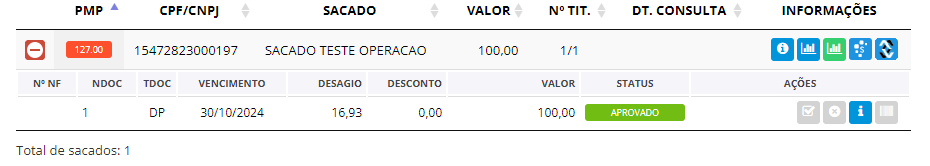 PMP CPF/CNPJ SACADO VALOR Nº TIT. DT. CONSULTA INFORMAÇÕES
127.00 15472823000197 SACADO TESTE OPERACAO 100,00 1/1
Nº NF NDOC TDOC VENCIMENTO DESAGIO DESCONTO VALOR STATUS AÇÕES
1 DP 30/10/2024 16,93 0,00 100,00 APROVADO
Total de sacados: 1